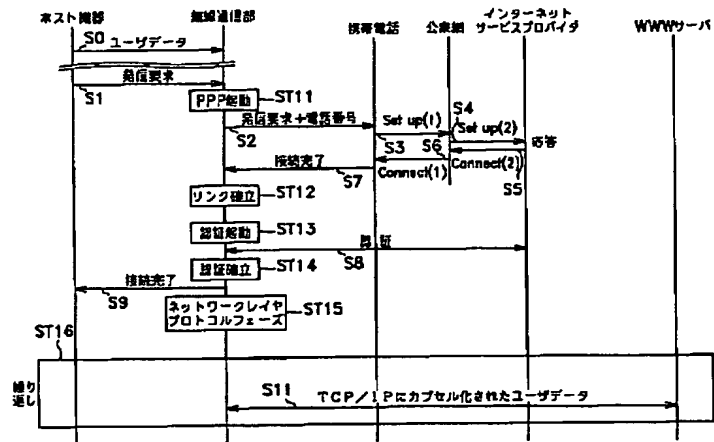 ホスト機器
無線通信部
携帯電話
公衆網
インターネット
サービスプロバイダ
WWWサーバ
S0
ユーザデータ
発信要求
S1
PPP起動
ST11
発信要求+電話番号
S2
Set up(1)
S3
S4
Set up(2)
応答
S6
Connect(1)
Connect(2)
S5
接続完了
S7
リンク確立
ST12
認証起動
ST13
認証
S8
認証確立
ST14
接続完了
S9
ネットワークレイヤ
プロトコルフェーズ
ST15
ST16
繰り
返し
S11
TCP/IPにカプセル化されたユーザデータ